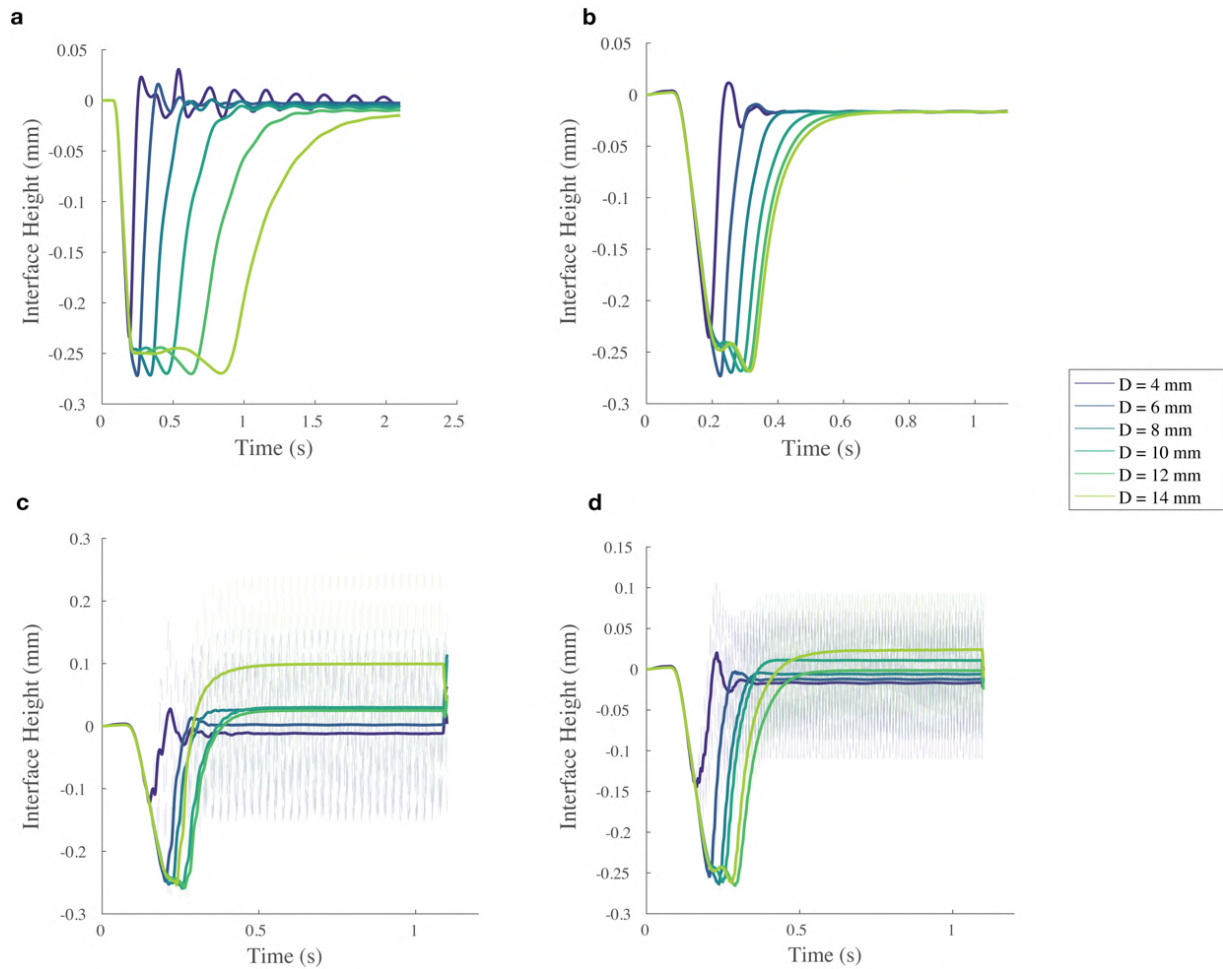 a
0.05
0
-0.05
-0.1
-0.15
-0.2
-0.25
-0.3
Interface Height (mm)
0 0.5 1 1.5 2 2.5
Time (s)
b
0.05
0
-0.05
-0.1
-0.15
-0.2
-0.25
-0.3
Interface Height (mm)
0 0.2 0.4 0.6 0.8 1
Time (s)
D = 4 mm
D = 6 mm
D = 8 mm
D = 10 mm
D = 12 mm
D = 14 mm
c
0.3
0.2
0.1
0
-0.1
-0.2
-0.3
Interface Height (mm)
0 0.5 1
Time (s)
d
0.15
0.1
0.05
0
-0.05
-0.1
-0.15
-0.2
-0.25
-0.3
Interface Height (mm)
0 0.5 1
Time (s)